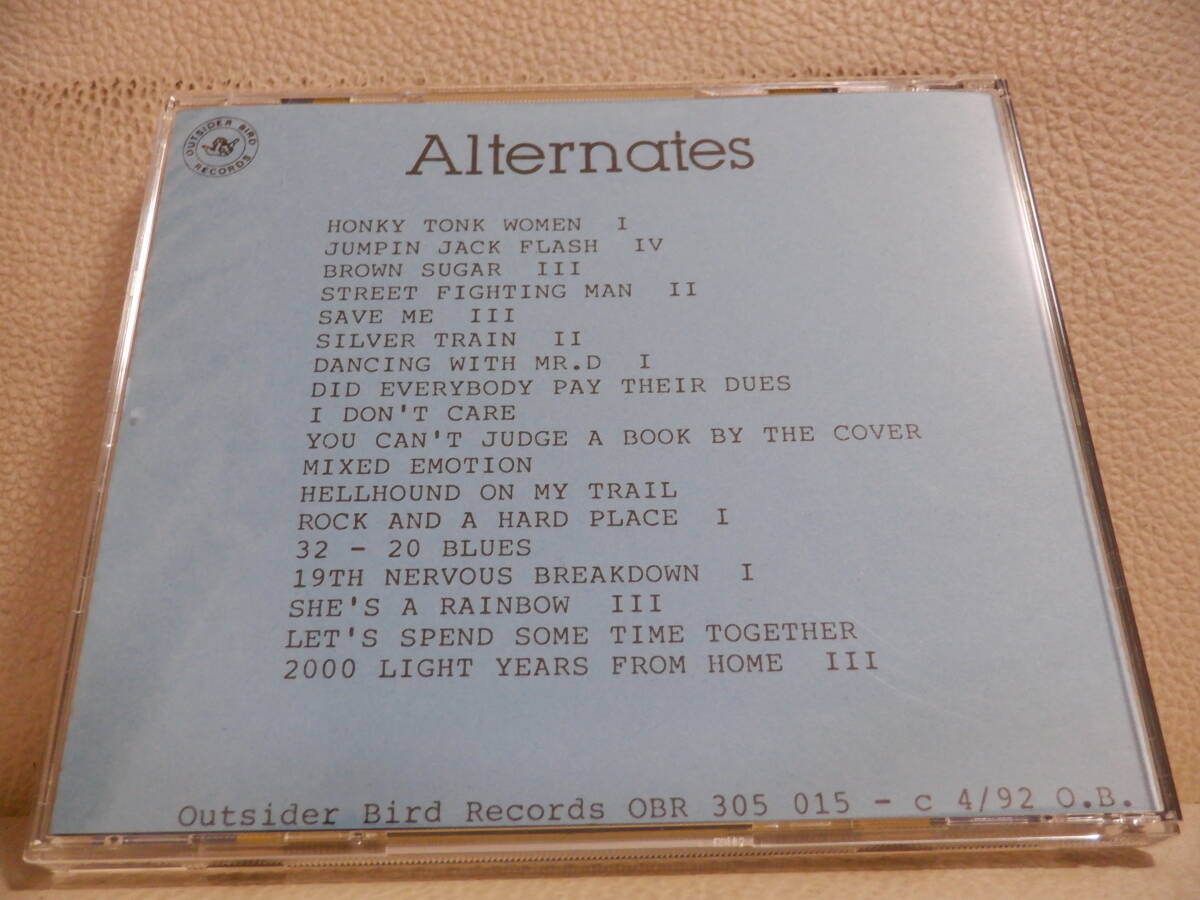 OUTSIDER BIRD RECORDS
Alternates
HONKY TONK WOMEN I
JUMPIN JACK FLASH IV
BROWN SUGAR III
STREET FIGHTING MAN II
SAVE ME III
SILVER TRAIN II
DANCING WITH MR.D I
DID EVERYBODY PAY THEIR DUES
I DON'T CARE
YOU CAN'T JUDGE A BOOK BY THE COVER
MIXED EMOTION
HELLHOUND ON MY TRAIL
ROCK AND A HARD PLACE I
32 - 20 BLUES
19TH NERVOUS BREAKDOWN I
SHE'S A RAINBOW III
LET'S SPEND SOME TIME TOGETHER
2000 LIGHT YEARS FROM HOME III
Outsider Bird Records OBR 305 015 - c 4/92 O.B.